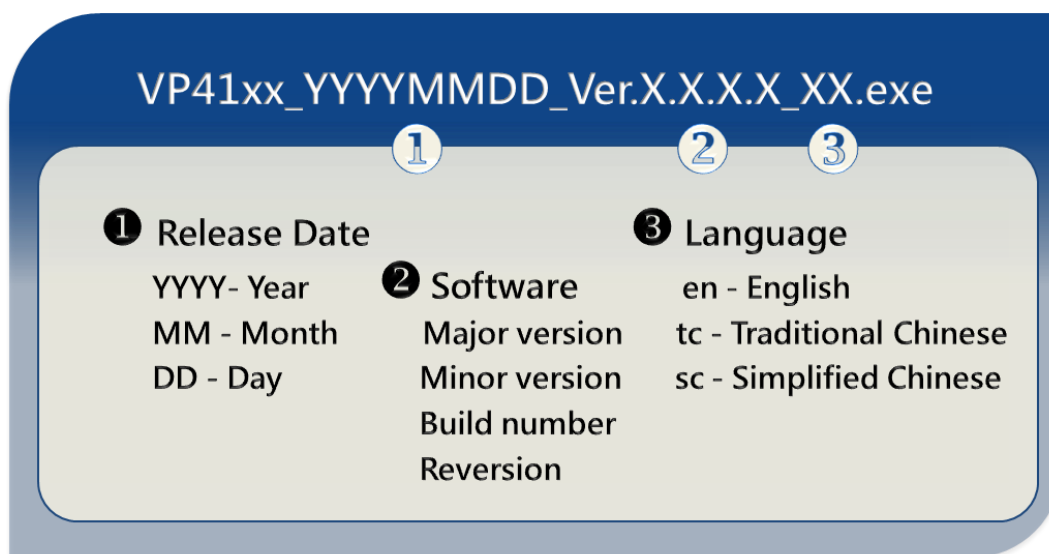 VP41xx_YYYYMMDD_Ver.X.X.X.X_XX.exe
1 2 3
❶ Release Date
YYYY- Year
MM - Month
DD - Day
❷ Software
Major version
Minor version
Build number
Reversion
❸ Language
en - English
tc - Traditional Chinese
sc - Simplified Chinese